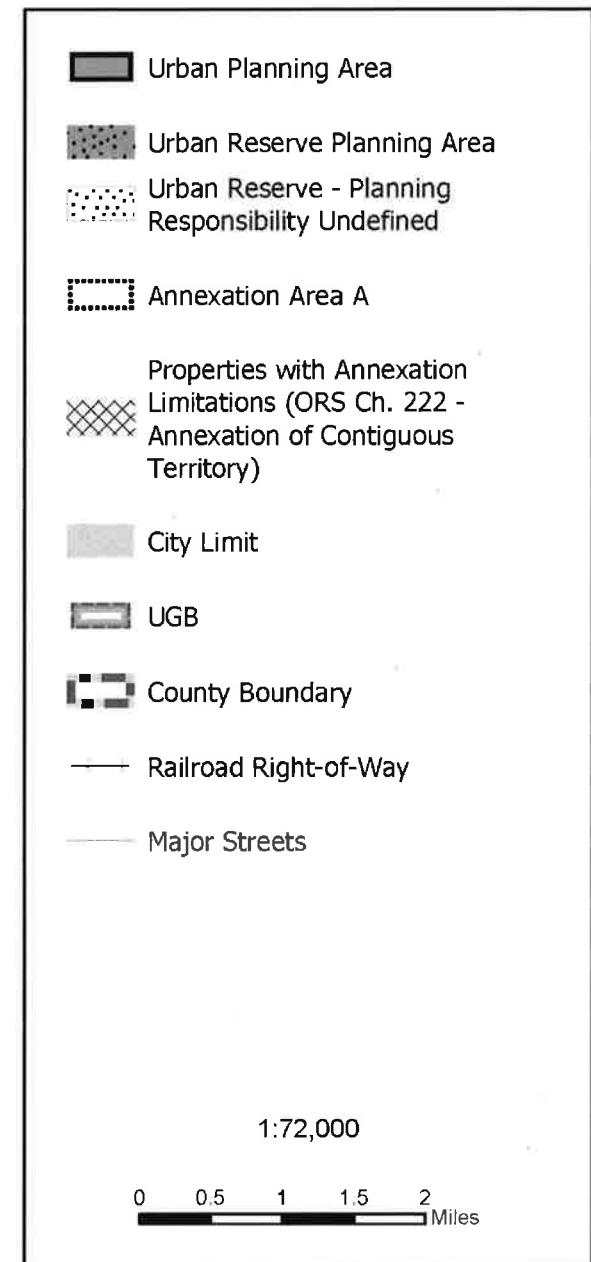 Urban Planning Area
Urban Reserve Planning Area
Urban Reserve - Planning
Responsibility Undefined
Annexation Area A
Properties with Annexation
Limitations (ORS Ch. 222 -
Annexation of Contiguous
Territory)
City Limit
UGB
County Boundary
Railroad Right-of-Way
Major Streets
1:72,000
0 0.5 1 1.5 2
Miles